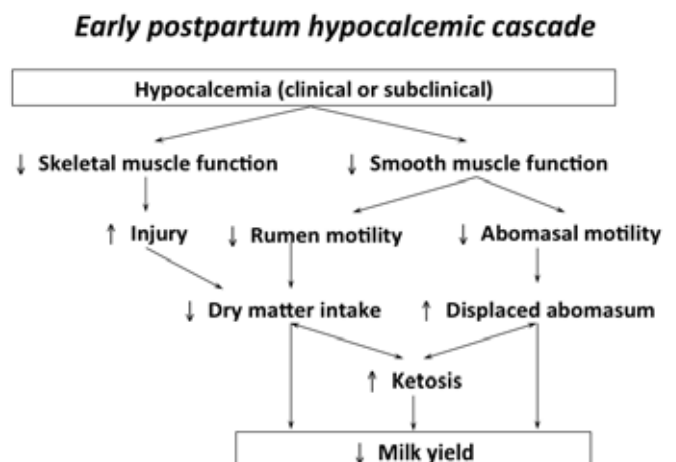 Early postpartum hypocalcemic cascade
Hypocalcemia (clinical or subclinical)
↓ Skeletal muscle function ↓ Smooth muscle function
↑ Injury ↓ Rumen motility ↓ Abomasal motility
↓ Dry matter intake ↑ Displaced abomasum
↑ Ketosis
↓ Milk yield